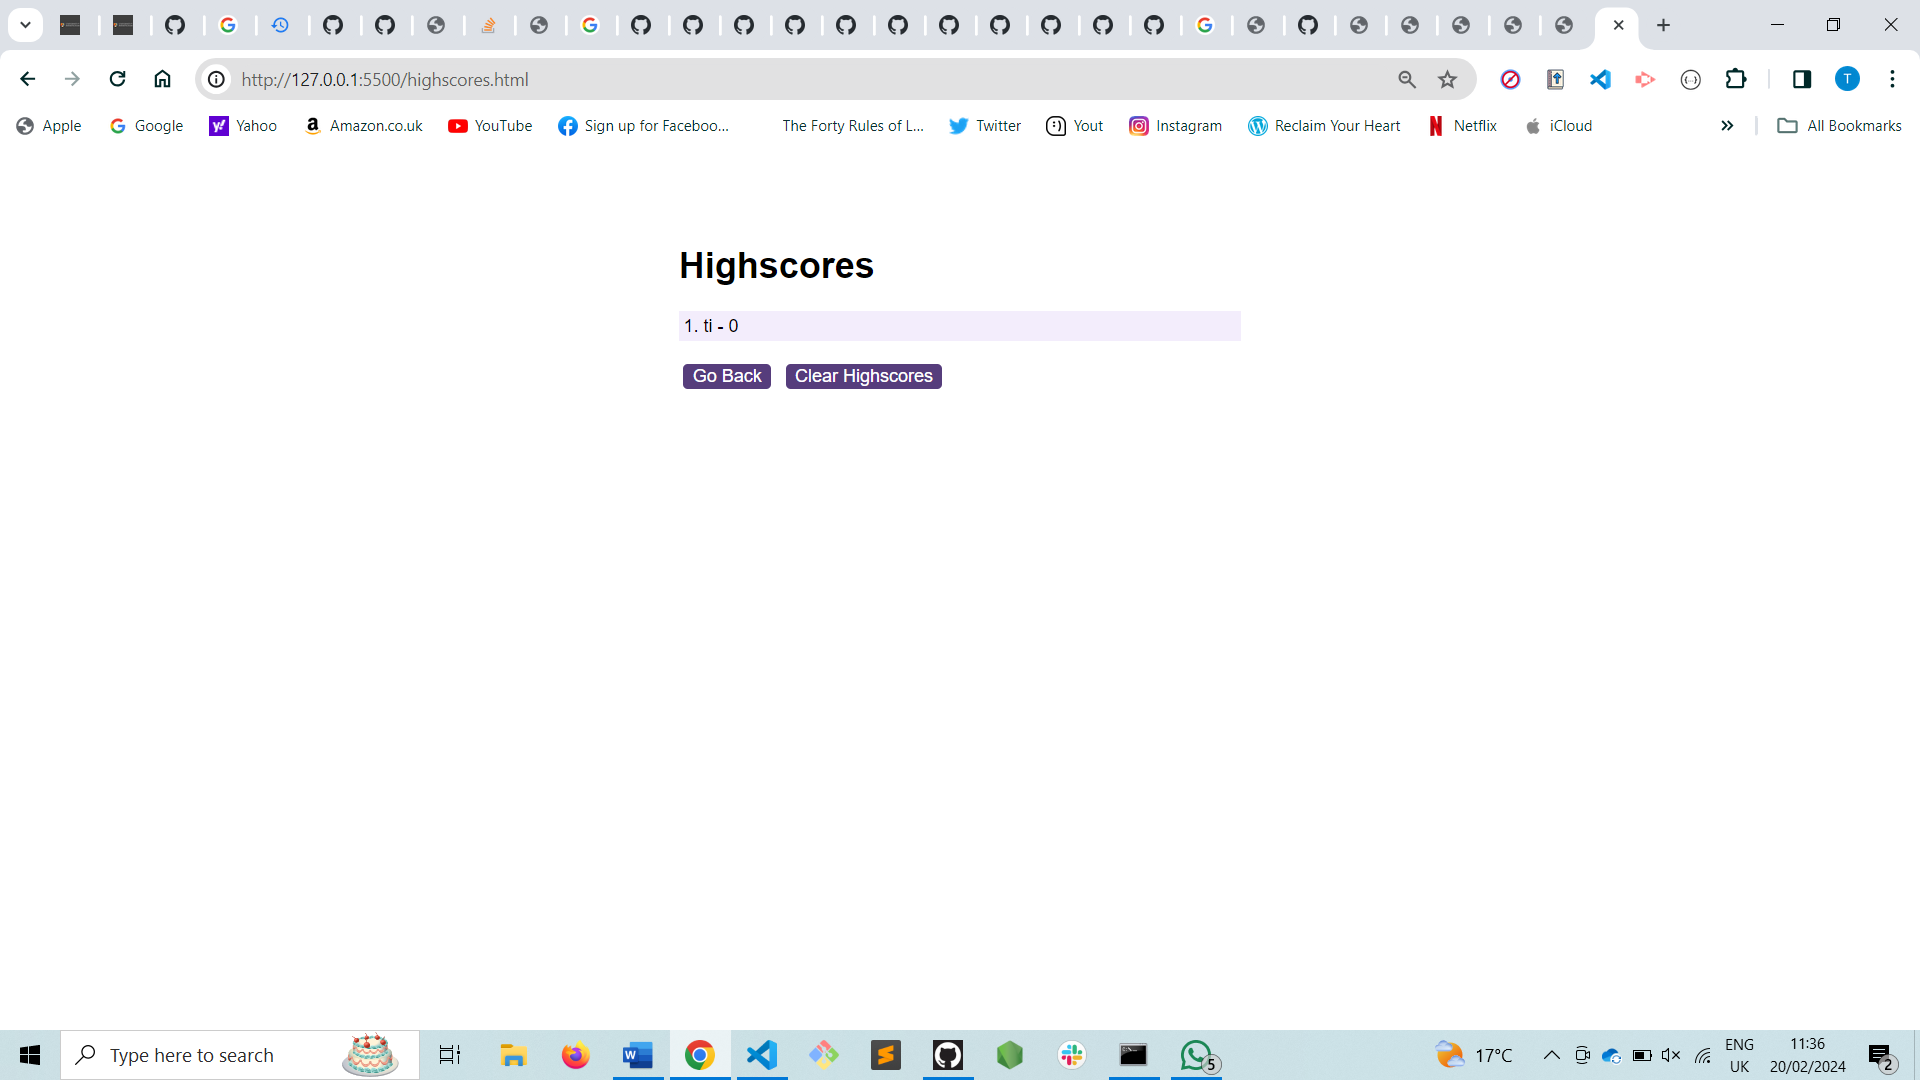 http://127.0.0.1:5500/highscores.html
T
Apple
Google
Yahoo
Amazon.co.uk
YouTube
Sign up for Faceboo...
The Forty Rules of L...
Twitter
Yout
Instagram
Reclaim Your Heart
Netflix
iCloud
All Bookmarks
Highscores
1. ti - 0
Go Back
Clear Highscores
Type here to search
5
17°C
ENG
UK
11:36
20/02/2024
2